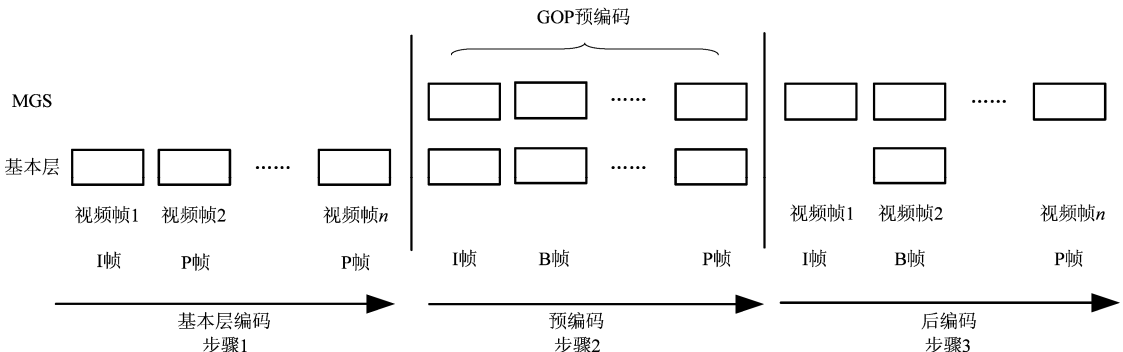 GOP预编码
MGS
……
……
基本层
……
……
视频帧1 视频帧2 视频帧n
视频帧1 视频帧2 视频帧n
I帧 P帧 P帧
I帧 B帧 P帧
I帧 B帧 P帧
基本层编码
步骤1
预编码
步骤2
后编码
步骤3